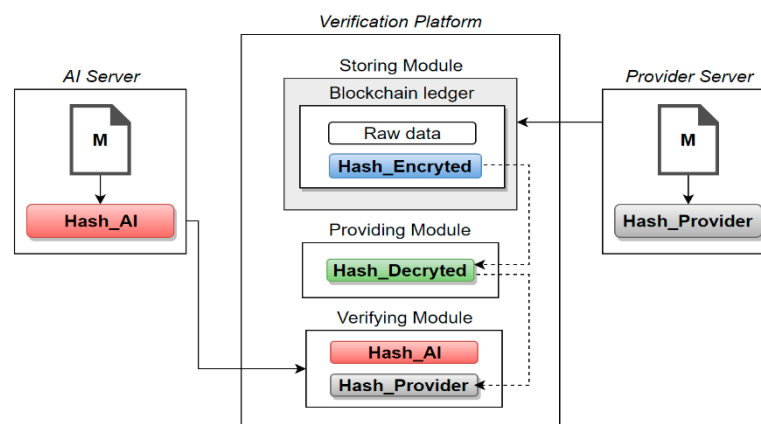 Verification Platform
AI Server
M
Hash_AI
Storing Module
Blockchain ledger
Raw data
Hash_Encryted
Providing Module
Hash_Decryted
Verifying Module
Hash_AI
Hash_Provider
Provider Server
M
Hash_Provider